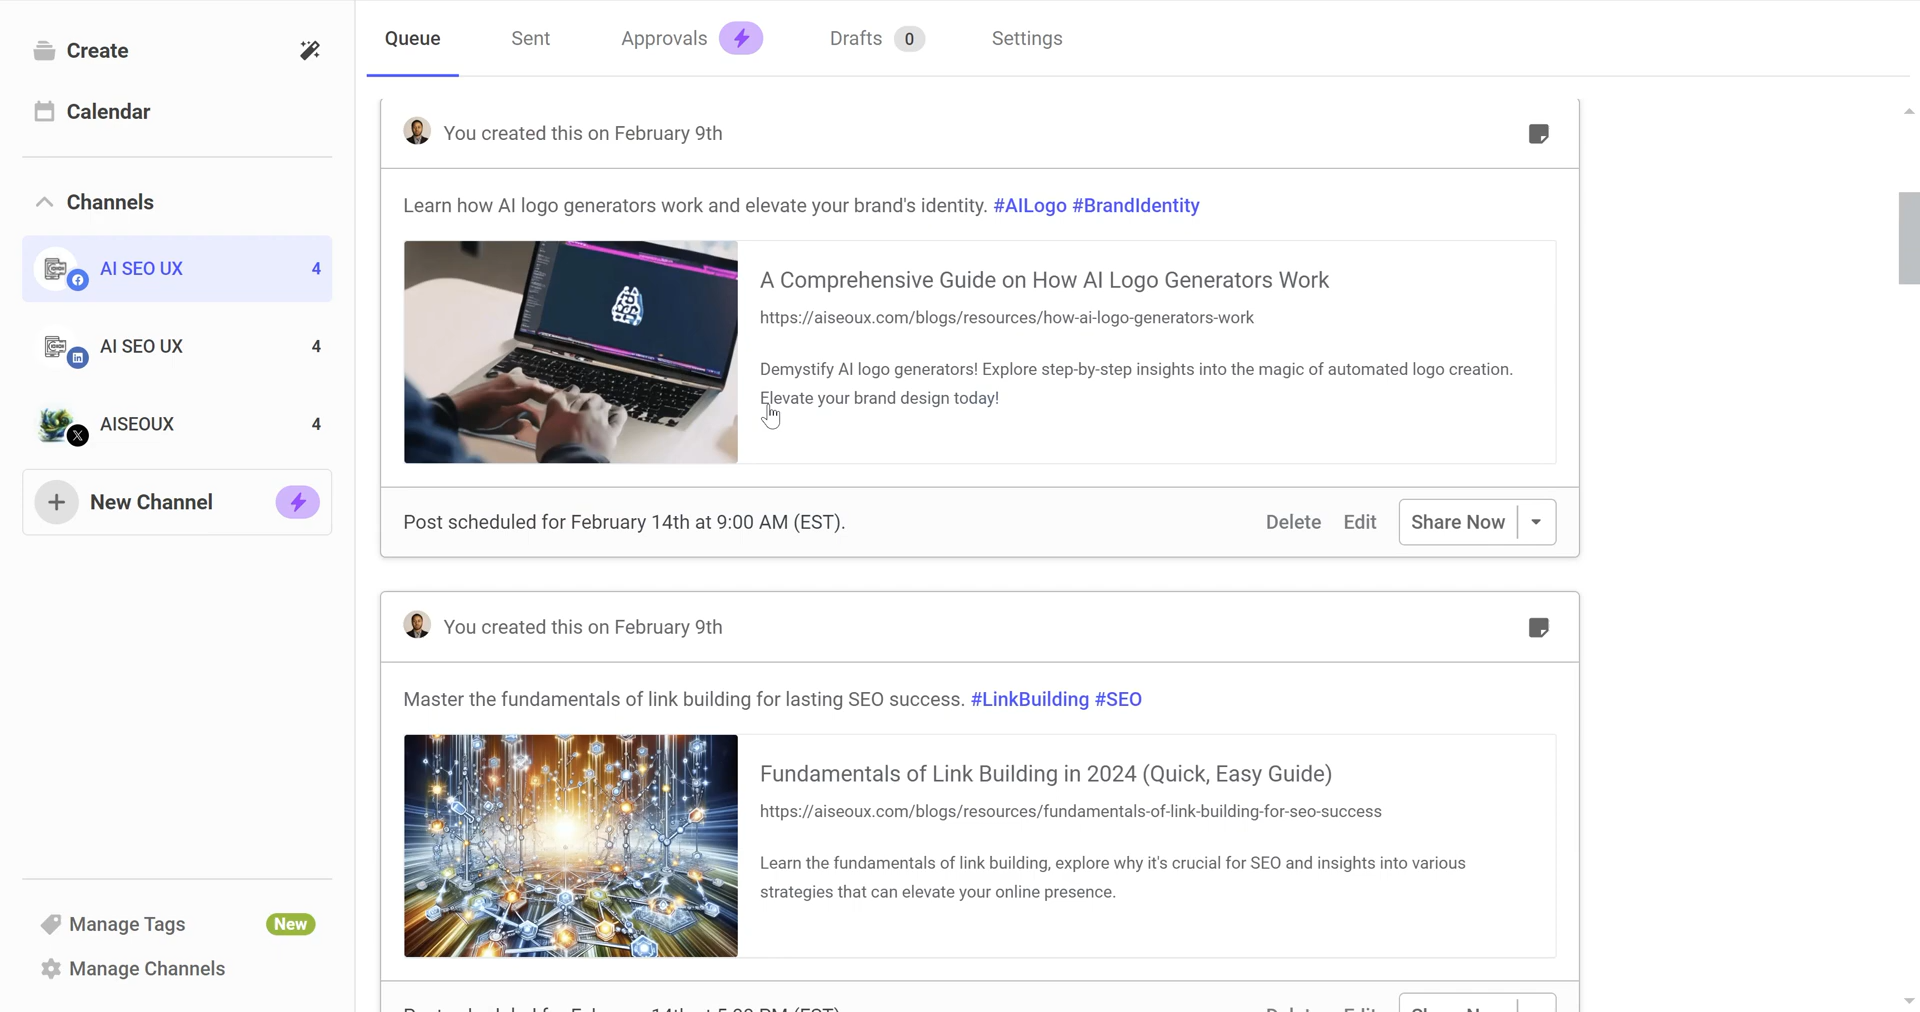 Create
Calendar
Channels
AI SEO UX 4
AI SEO UX 4
AISEOUX 4
New Channel
Manage Tags New
Manage Channels
Queue Sent Approvals Drafts 0 Settings
You created this on February 9th
Learn how AI logo generators work and elevate your brand's identity. #AILogo #BrandIdentity
A Comprehensive Guide on How AI Logo Generators Work
https://aiseoux.com/blogs/resources/how-ai-logo-generators-work
Demystify AI logo generators! Explore step-by-step insights into the magic of automated logo creation.
Elevate your brand design today!
Post scheduled for February 14th at 9:00 AM (EST).
Delete Edit Share Now
You created this on February 9th
Master the fundamentals of link building for lasting SEO success. #LinkBuilding #SEO
Fundamentals of Link Building in 2024 (Quick, Easy Guide)
https://aiseoux.com/blogs/resources/fundamentals-of-link-building-for-seo-success
Learn the fundamentals of link building, explore why it's crucial for SEO and insights into various
strategies that can elevate your online presence.